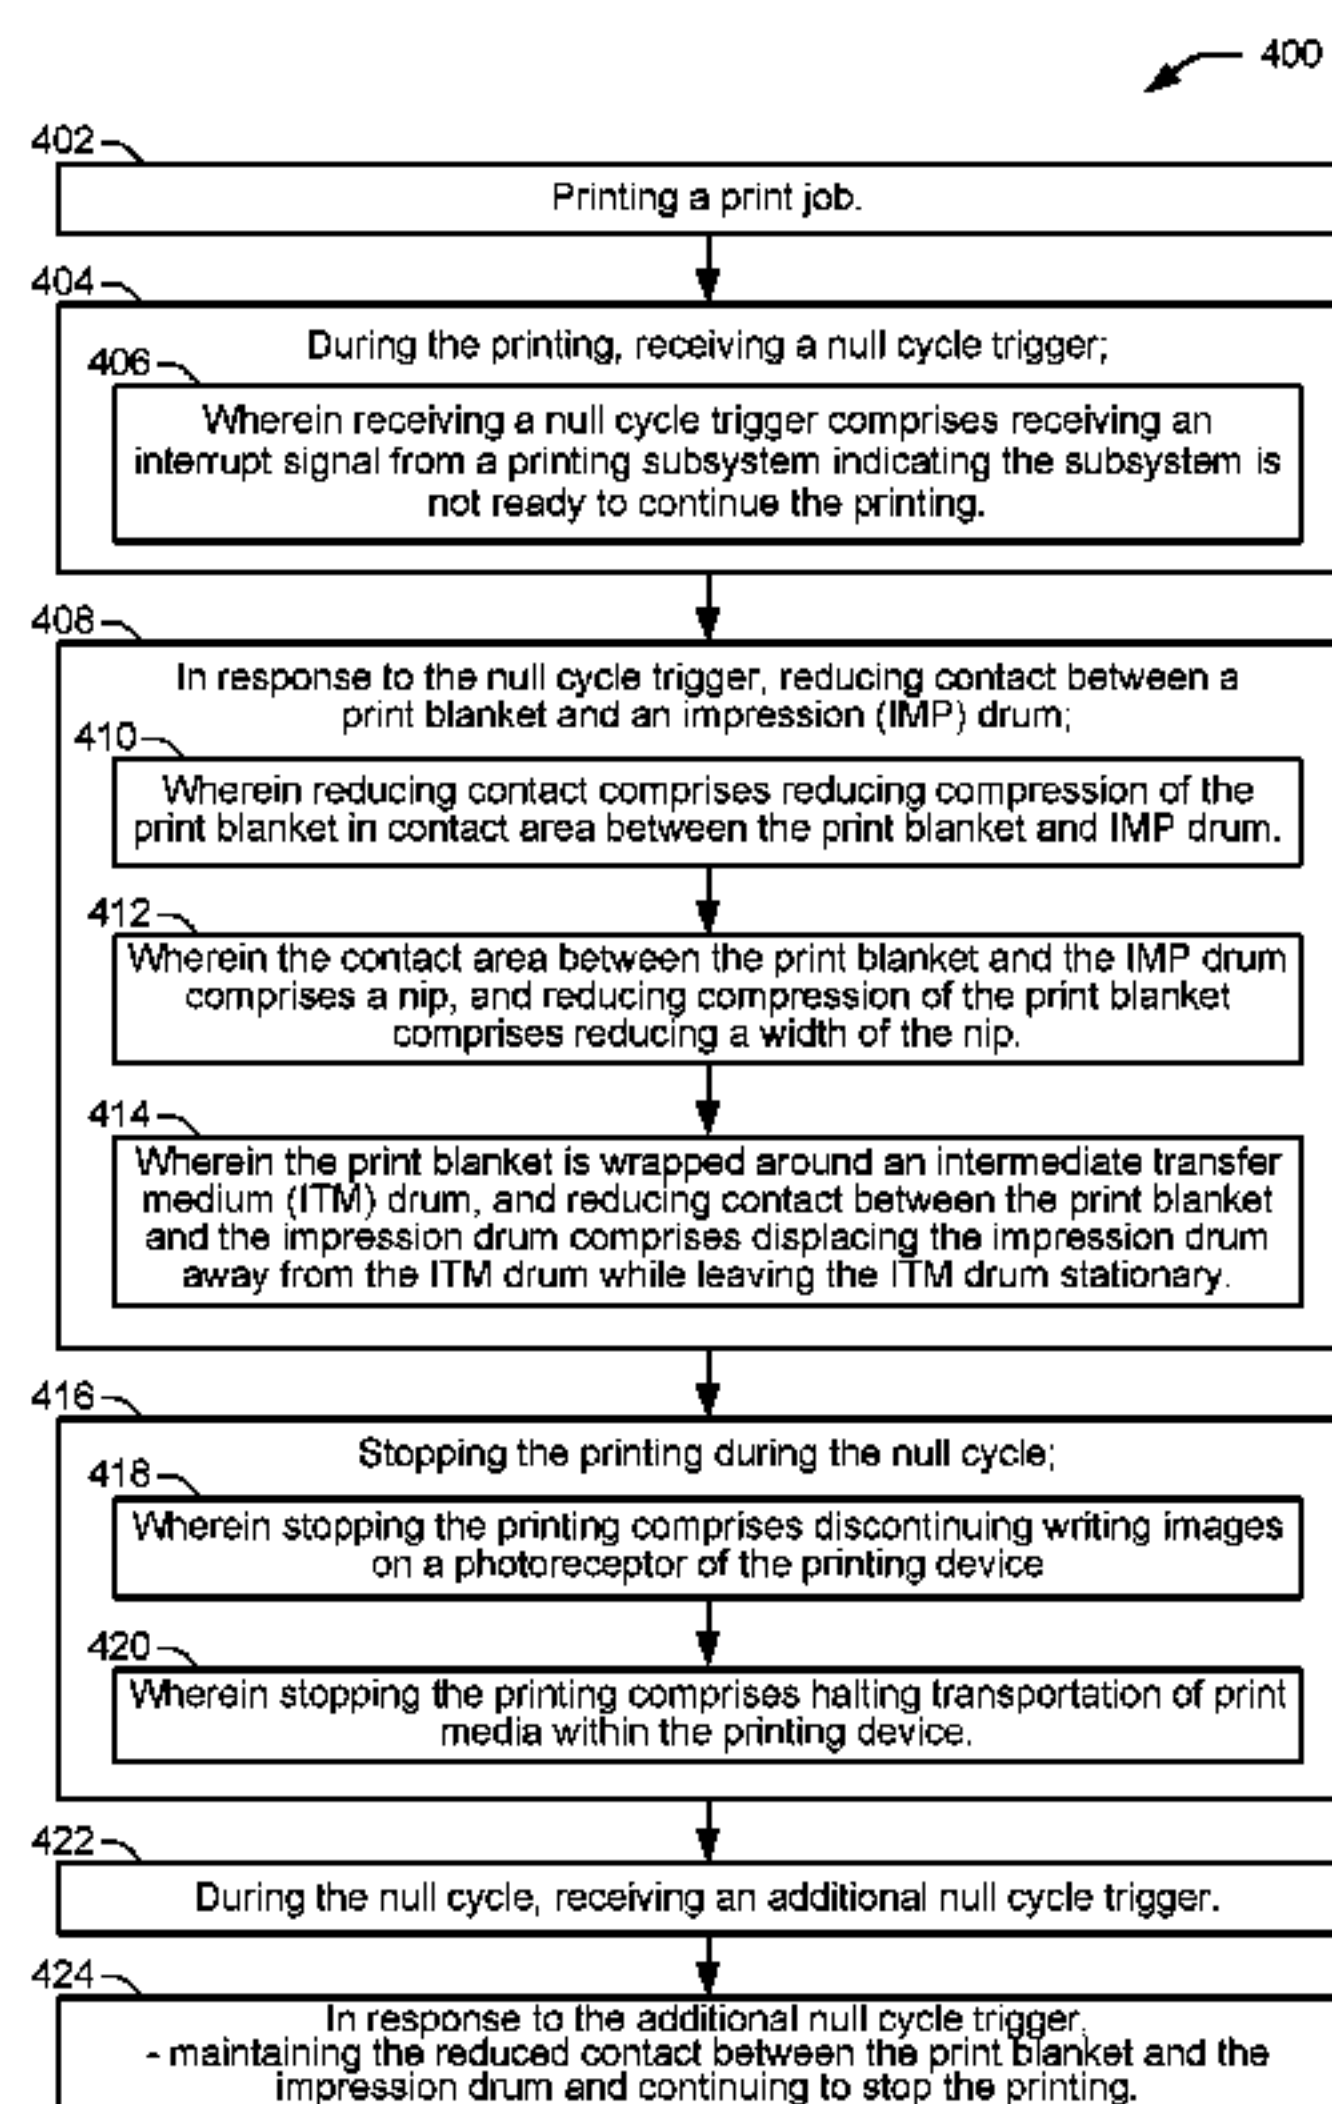 400
402
Printing a print job.
404
During the printing, receiving a null cycle trigger;
406
Wherein receiving a null cycle trigger comprises receiving an
interrupt signal from a printing subsystem indicating the subsystem is
not ready to continue the printing.
408
In response to the null cycle trigger, reducing contact between a
print blanket and an impression (IMP) drum;
410
Wherein reducing contact comprises reducing compression of the
print blanket in contact area between the print blanket and IMP drum.
412
Wherein the contact area between the print blanket and the IMP drum
comprises a nip, and reducing compression of the print blanket
comprises reducing a width of the nip.
414
Wherein the print blanket is wrapped around an intermediate transfer
medium (ITM) drum, and reducing contact between the print blanket
and the impression drum comprises displacing the impression drum
away from the ITM drum while leaving the ITM drum stationary.
416
Stopping the printing during the null cycle;
418
Wherein stopping the printing comprises discontinuing writing images
on a photoreceptor of the printing device
420
Wherein stopping the printing comprises halting transportation of print
media within the printing device.
422
During the null cycle, receiving an additional null cycle trigger.
424
In response to the additional null cycle trigger,
- maintaining the reduced contact between the print blanket and the
impression drum and continuing to stop the printing.